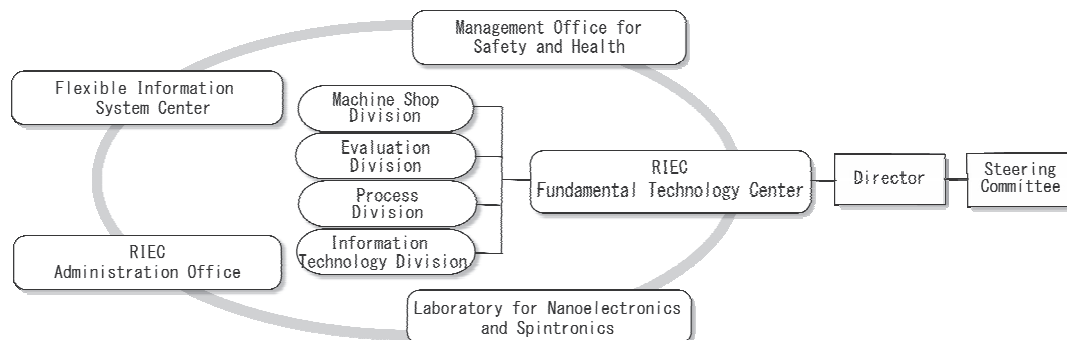 Management Office for
Safety and Health
Flexible Information
System Center
Machine Shop
Division
Evaluation
Division
Process
Division
Information
Technology Division
RIEC
Fundamental Technology Center
Director
Steering
Committee
RIEC
Administration Office
Laboratory for Nanoelectronics
and Spintronics